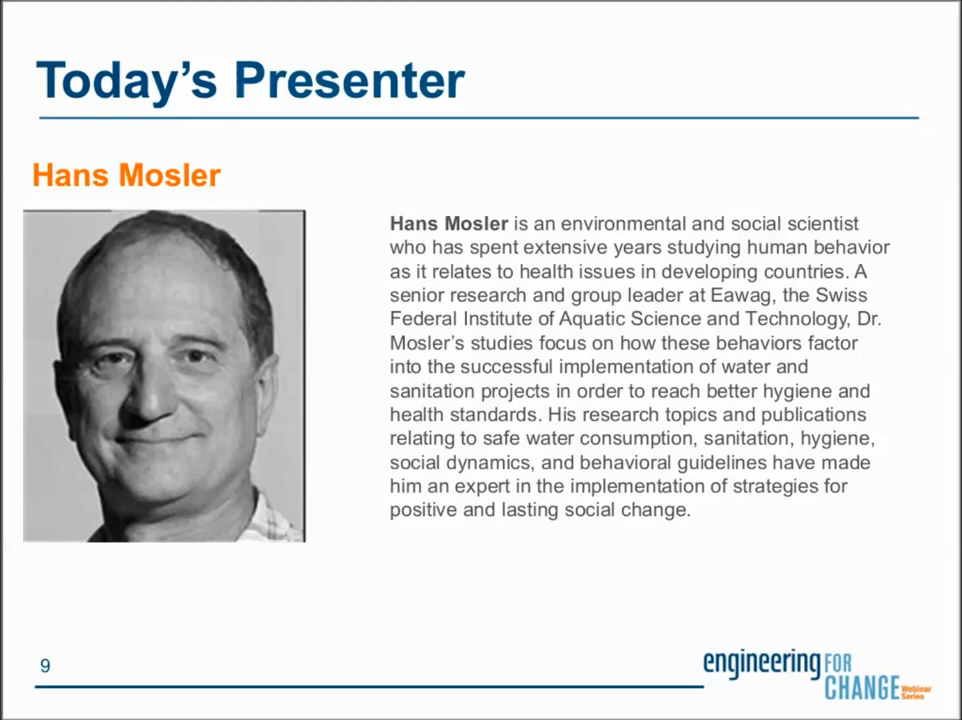 Today's Presenter
Hans Mosler
Hans Mosler is an environmental and social scientist
who has spent extensive years studying human behavior
as it relates to health issues in developing countries. A
senior research and group leader at Eawag, the Swiss
Federal Institute of Aquatic Science and Technology, Dr.
Mosler's studies focus on how these behaviors factor
into the successful implementation of water and
sanitation projects in order to reach better hygiene and
health standards. His research topics and publications
relating to safe water consumption, sanitation, hygiene,
social dynamics, and behavioral guidelines have made
him an expert in the implementation of strategies for
positive and lasting social change.
9
engineering FOR
CHANGE Webinar
Series